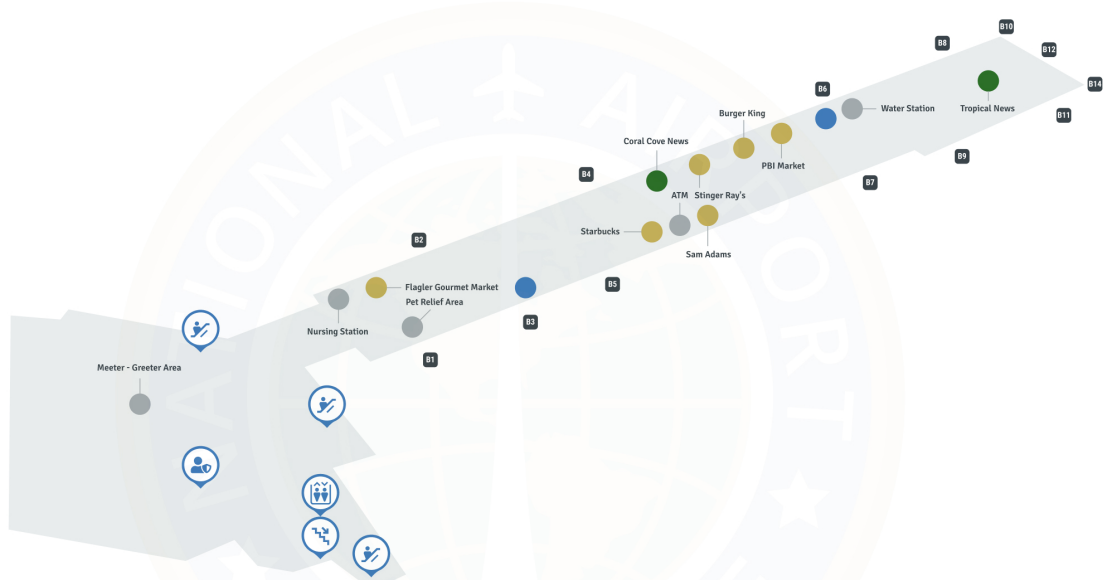 B10
B8
B12
B14
B6
Water Station
Tropical News
B11
Burger King
PBI Market
B9
Coral Cove News
B4
B7
ATM
Stinger Ray's
Starbucks
Sam Adams
B2
B5
Flagler Gourmet Market
Pet Relief Area
Nursing Station
B3
B1
Meeter - Greeter Area
NATIONAL AIRPORT